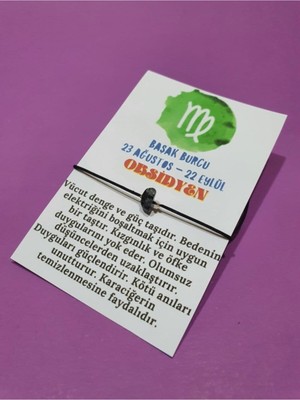 BAŞAK BURCU
23 AĞUSTOS – 22 EYLÜL
OBSİDYEN
Vücut denge ve güç taşıdır. Bedenin
elektriğini boşaltmak için uygun
bir taştır. Kızgınlık ve öfke
duygularını yok eder. Olumsuz
düşüncelerden uzaklaştırır.
Duyguları güçlendirir. Kötü anıları
unutturur. Karaciğerin
temizlenmesine faydalıdır.